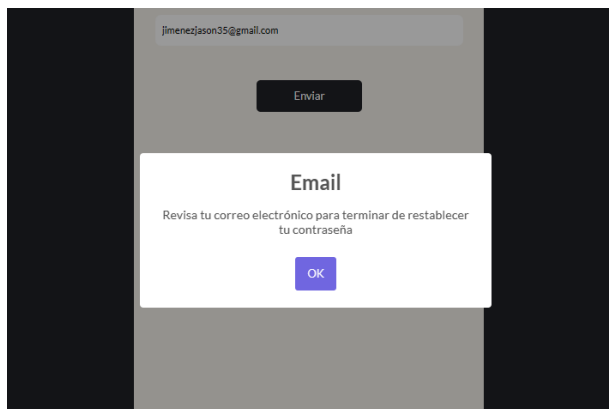 jimenezjason35@gmail.com
Enviar
Email
Revisa tu correo electrónico para terminar de restablecer
tu contraseña
OK